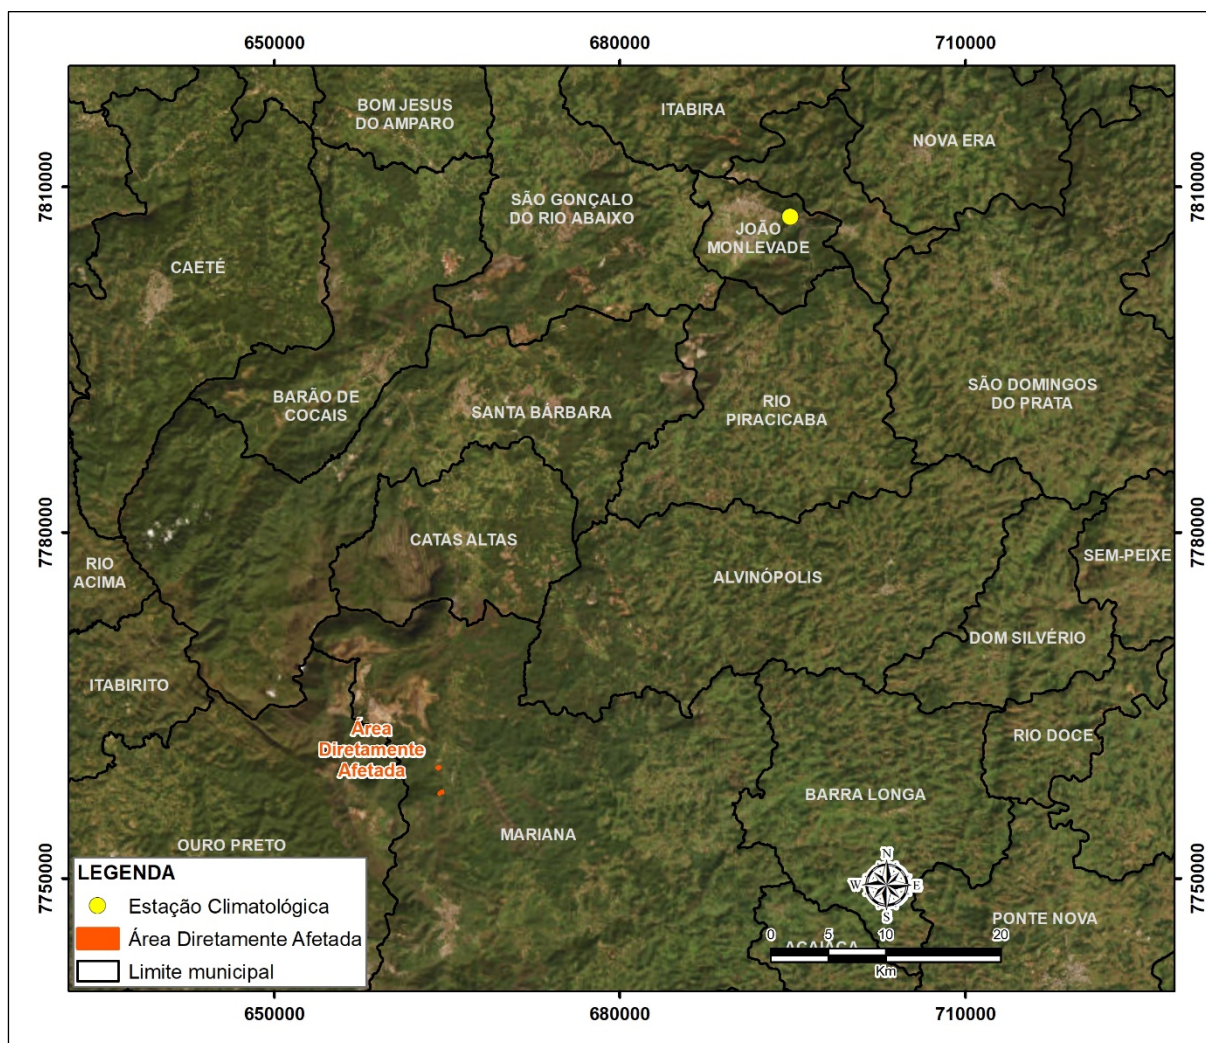 650000
680000
710000
BOM JESUS
DO AMPARO
ITABIRA
NOVA ERA
7810000
7810000
SÃO GONÇALO
DO RIO ABAIXO
JOÃO
MONLEVADE
CAETÉ
BARÃO DE
COCAIS
SANTA BÁRBARA
RIO
PIRACICABA
SÃO DOMINGOS
DO PRATA
7780000
7780000
CATAS ALTAS
RIO
ACIMA
ALVINÓPOLIS
SEM-PEIXE
DOM SILVÉRIO
ITABIRITO
Área
Diretamente
Afetada
RIO DOCE
BARRA LONGA
MARIANA
OURO PRETO
7750000
7750000
LEGENDA
Estação Climatológica
Área Diretamente Afetada
Limite municipal
N
W
E
S
PONTE NOVA
ACAIACA
0
5
10
20
Km
650000
680000
710000